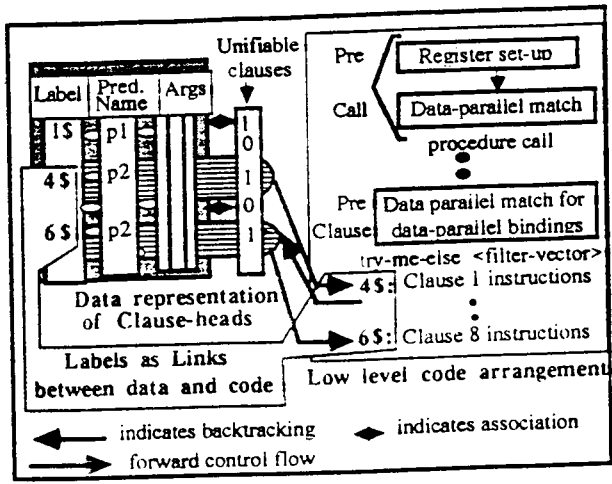 Unifiable
clauses
Label
Pred.
Name
Args
1$
p1
4$
p2
6$
p2
1
0
1
0
1
Data representation
of Clause-heads
Labels as Links
between data and code
Pre
Register set-up
Call
Data-parallel match
procedure call
Pre
Clause
Data parallel match for
data-parallel bindings
try-me-else <filter-vector>
4$: Clause 1 instructions
6$: Clause 8 instructions
Low level code arrangement
indicates backtracking
indicates association
forward control flow